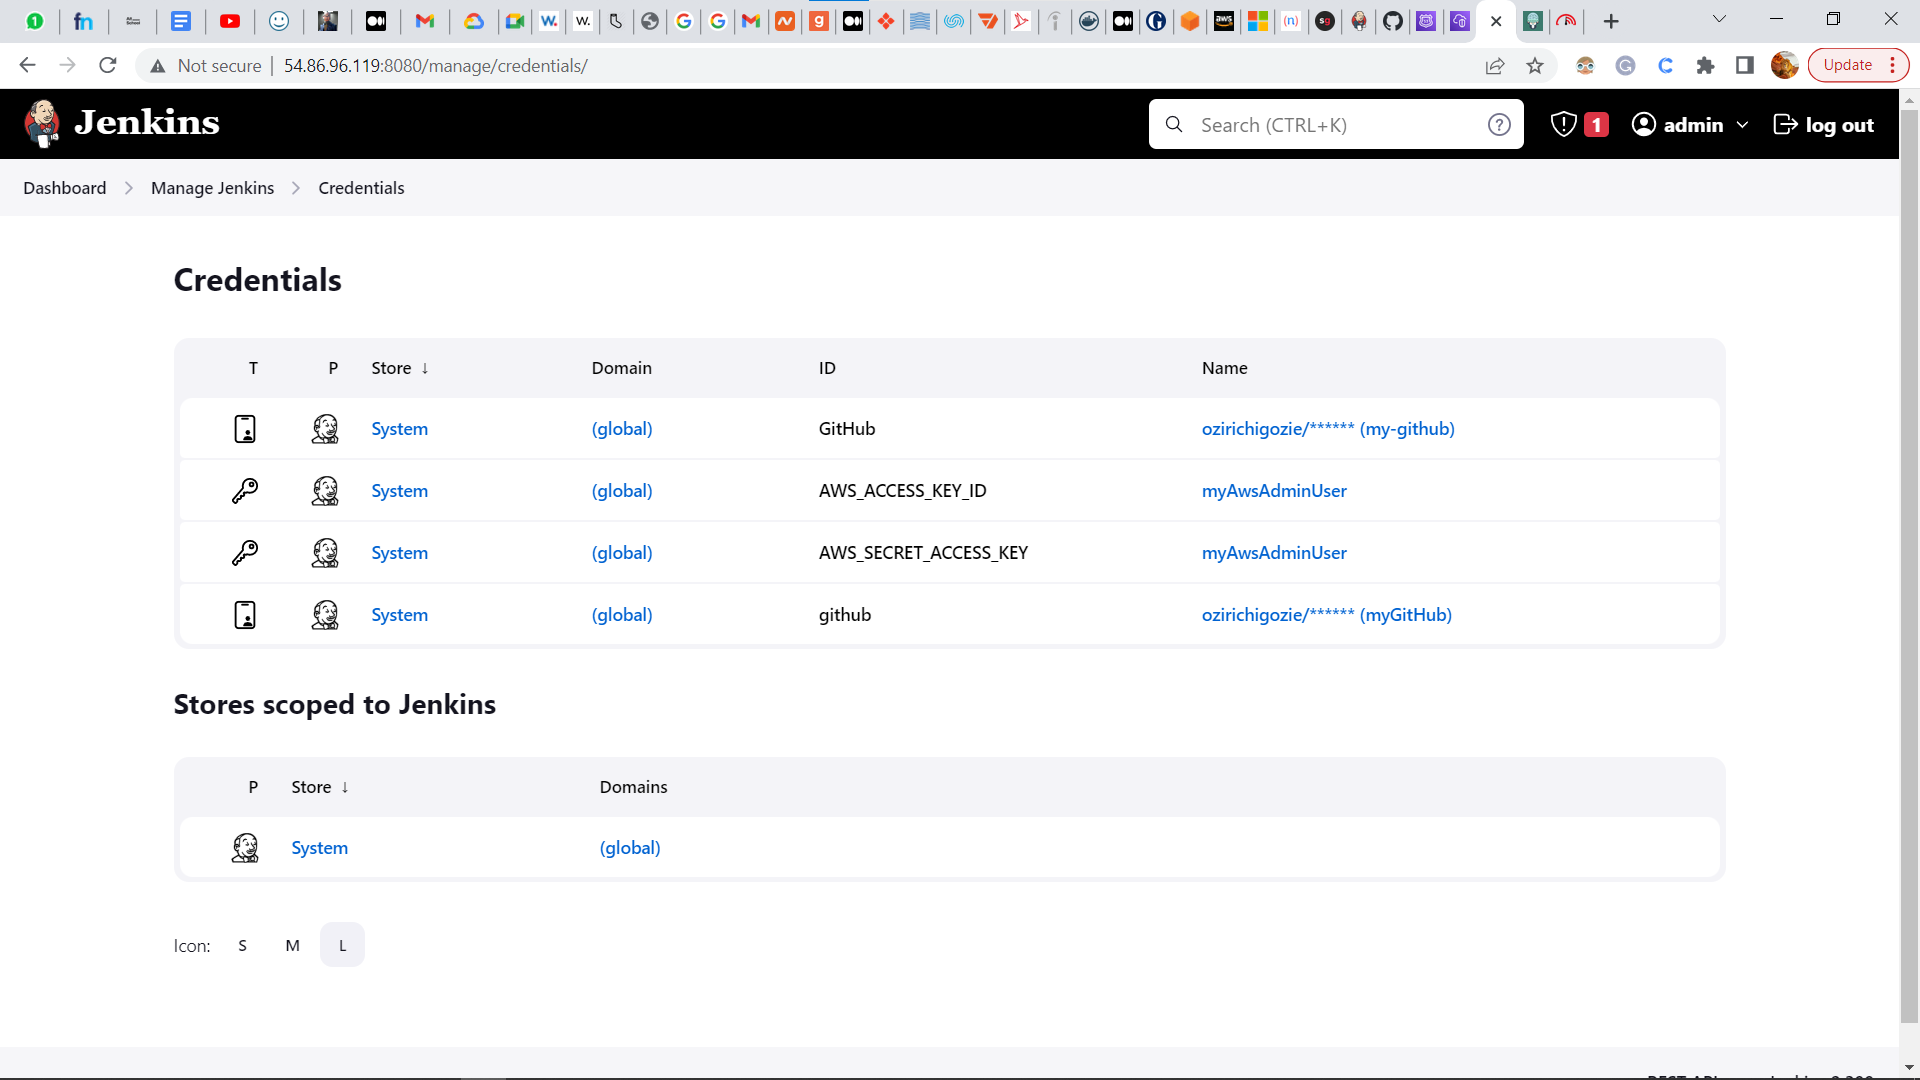 Not secure | 54.86.96.119:8080/manage/credentials/
Update
Jenkins
Search (CTRL+K)
1
admin
log out
Dashboard > Manage Jenkins > Credentials
Credentials
T P Store ↓ Domain ID Name
System (global) GitHub ozirichigozie/****** (my-github)
System (global) AWS_ACCESS_KEY_ID myAwsAdminUser
System (global) AWS_SECRET_ACCESS_KEY myAwsAdminUser
System (global) github ozirichigozie/****** (myGitHub)
Stores scoped to Jenkins
P Store ↓ Domains
System (global)
Icon: S M L